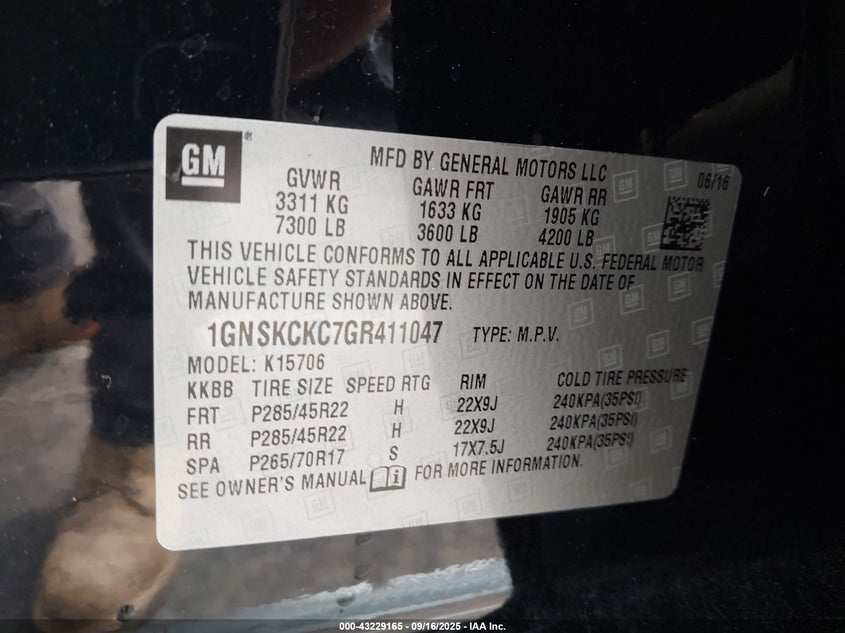 GM
MFD BY GENERAL MOTORS LLC
06/16
GVWR GAWR FRT GAWR RR
3311 KG 1633 KG 1905 KG
7300 LB 3600 LB 4200 LB
THIS VEHICLE CONFORMS TO ALL APPLICABLE U.S. FEDERAL MOTOR
VEHICLE SAFETY STANDARDS IN EFFECT ON THE DATE OF
MANUFACTURE SHOWN ABOVE.
1GNSKCKC7GR411047 TYPE: M.P.V.
MODEL: K15706
KKBB TIRE SIZE SPEED RTG RIM COLD TIRE PRESSURE
FRT P285/45R22 H 22X9J 240KPA(35PSI)
RR P285/45R22 H 22X9J 240KPA(35PSI)
SPA P265/70R17 S 17X7.5J 240KPA(35PSI)
SEE OWNER'S MANUAL i FOR MORE INFORMATION.
000-43229165 - 09/16/2025 - IAA Inc.